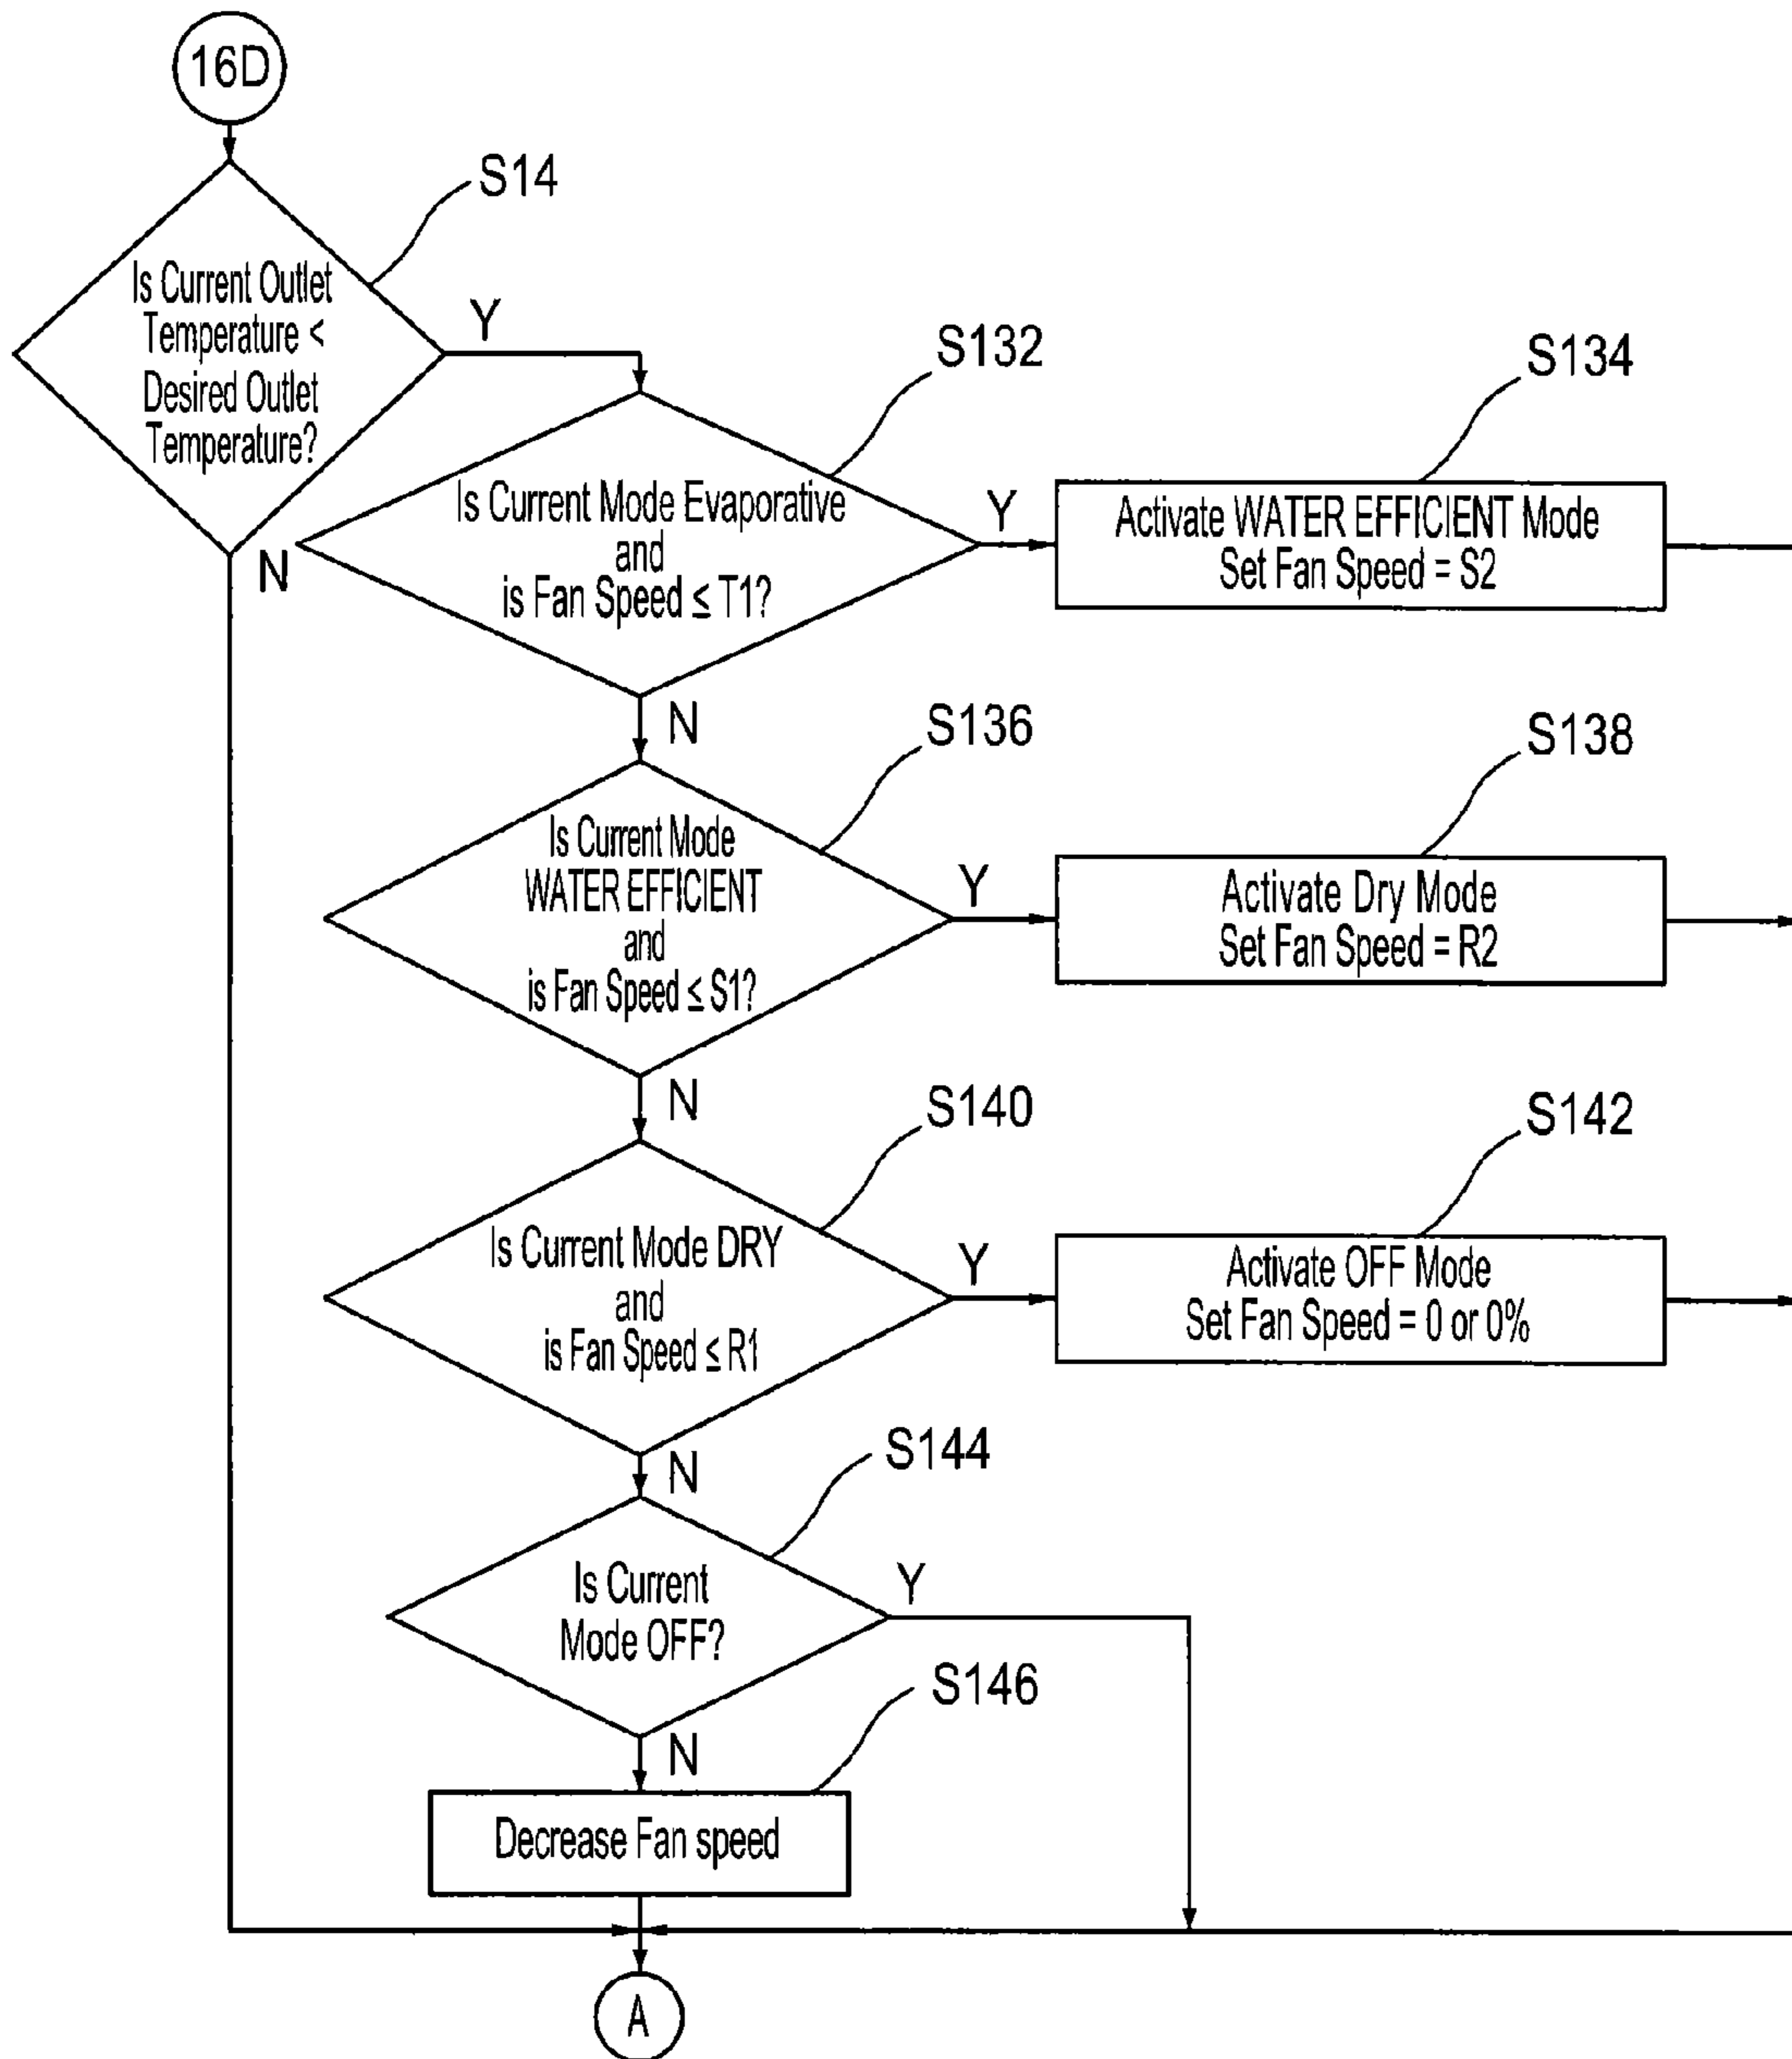 16D
S14
Is Current Outlet
Temperature <
Desired Outlet
Temperature?
Y
N
S132
Is Current Mode Evaporative
and
is Fan Speed ≤ T1?
Y
N
S134
Activate WATER EFFICIENT Mode
Set Fan Speed = S2
S136
Is Current Mode
WATER EFFICIENT
and
is Fan Speed ≤ S1?
Y
N
S138
Activate Dry Mode
Set Fan Speed = R2
S140
Is Current Mode DRY
and
is Fan Speed ≤ R1
Y
N
S142
Activate OFF Mode
Set Fan Speed = 0 or 0%
S144
Is Current
Mode OFF?
Y
N
S146
Decrease Fan speed
A